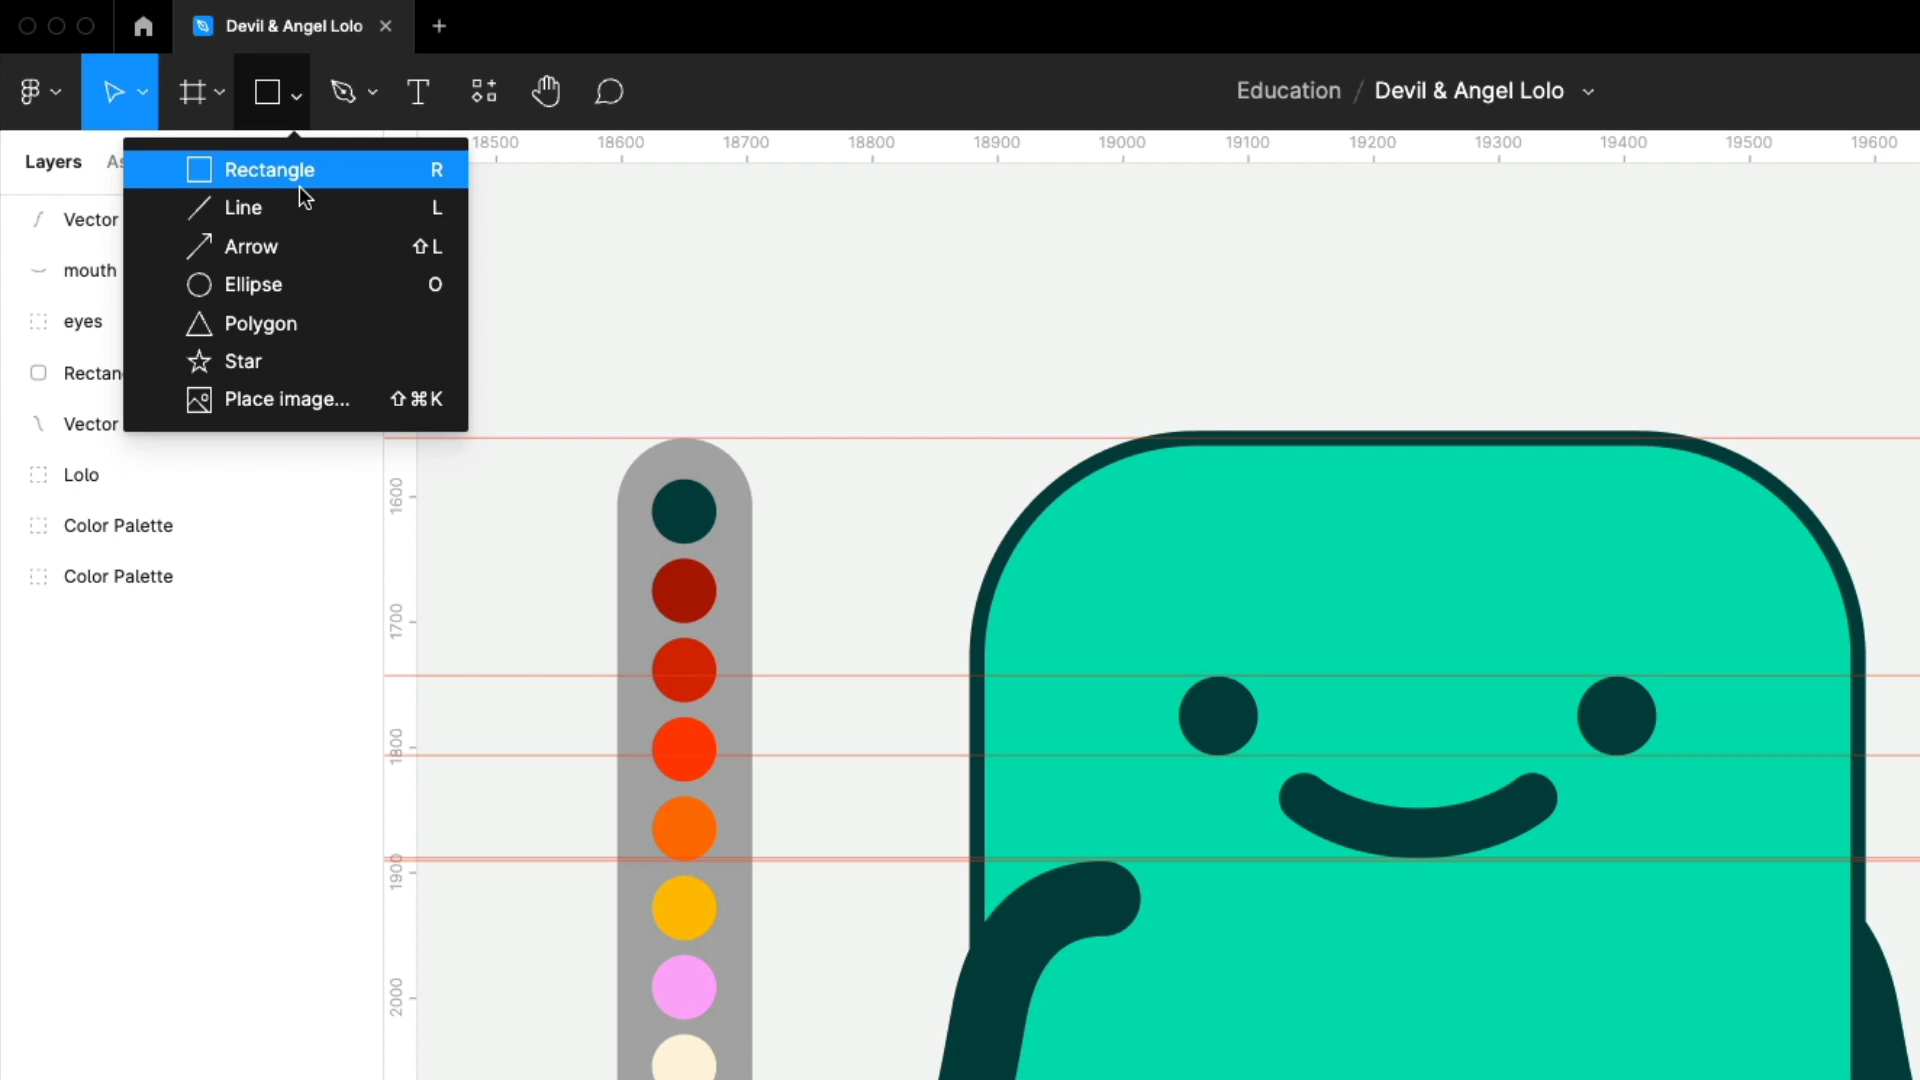 Devil & Angel Lolo
Education / Devil & Angel Lolo
Layers
18500 18600 18700 18800 18900 19000 19100 19200 19300 19400 19500 19600
Rectangle R
Line L
Arrow ⇧L
Ellipse O
Polygon
Star
Place image... ⇧⌘K
Vector
mouth
eyes
Rectan
Vector
Lolo
Color Palette
Color Palette
1600
1700
1800
1900
2000